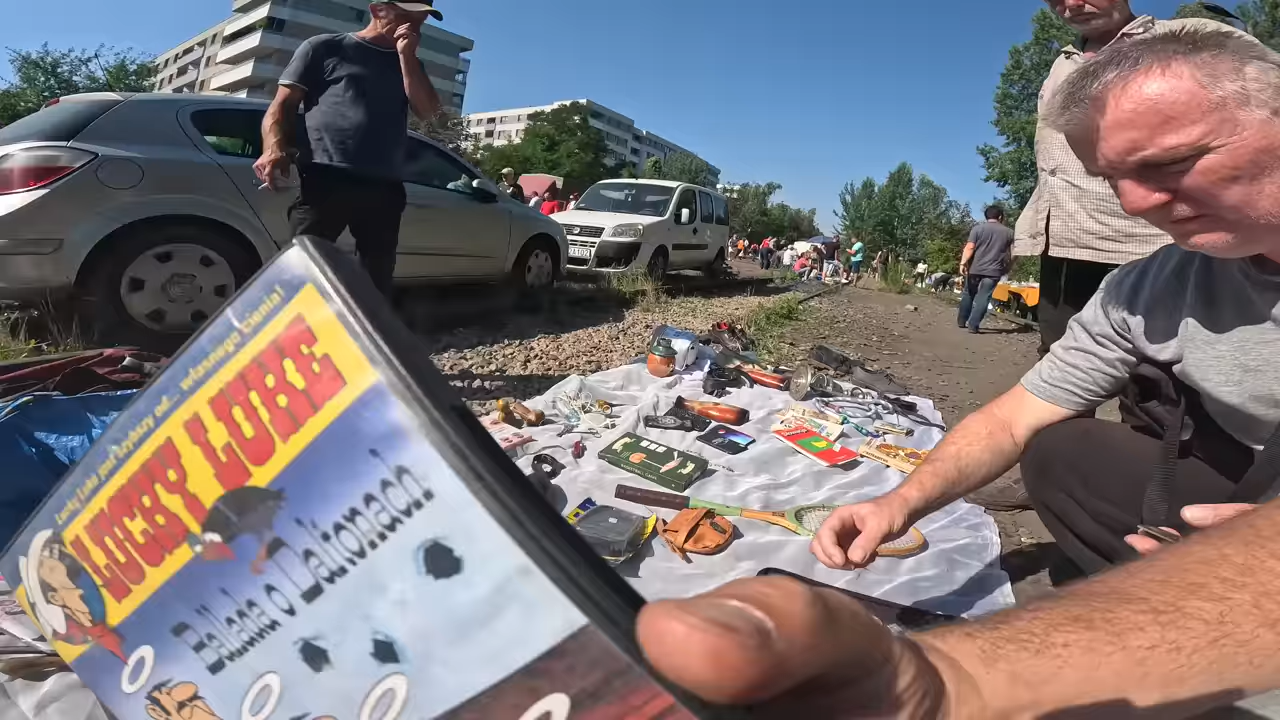 Lucky Luke jest szybszy od... własnego cienia!
LUCKY LUKE
Ballada o Daltonach